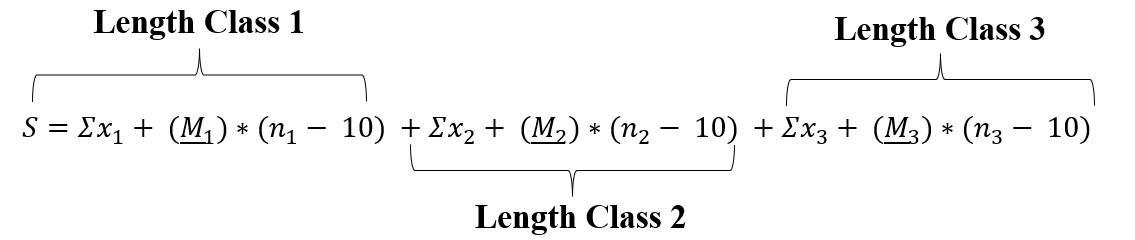 Length Class 1
Length Class 3
S = Σx₁ + (M₁) * (n₁ − 10) + Σx₂ + (M₂) * (n₂ − 10) + Σx₃ + (M₃) * (n₃ − 10)
Length Class 2